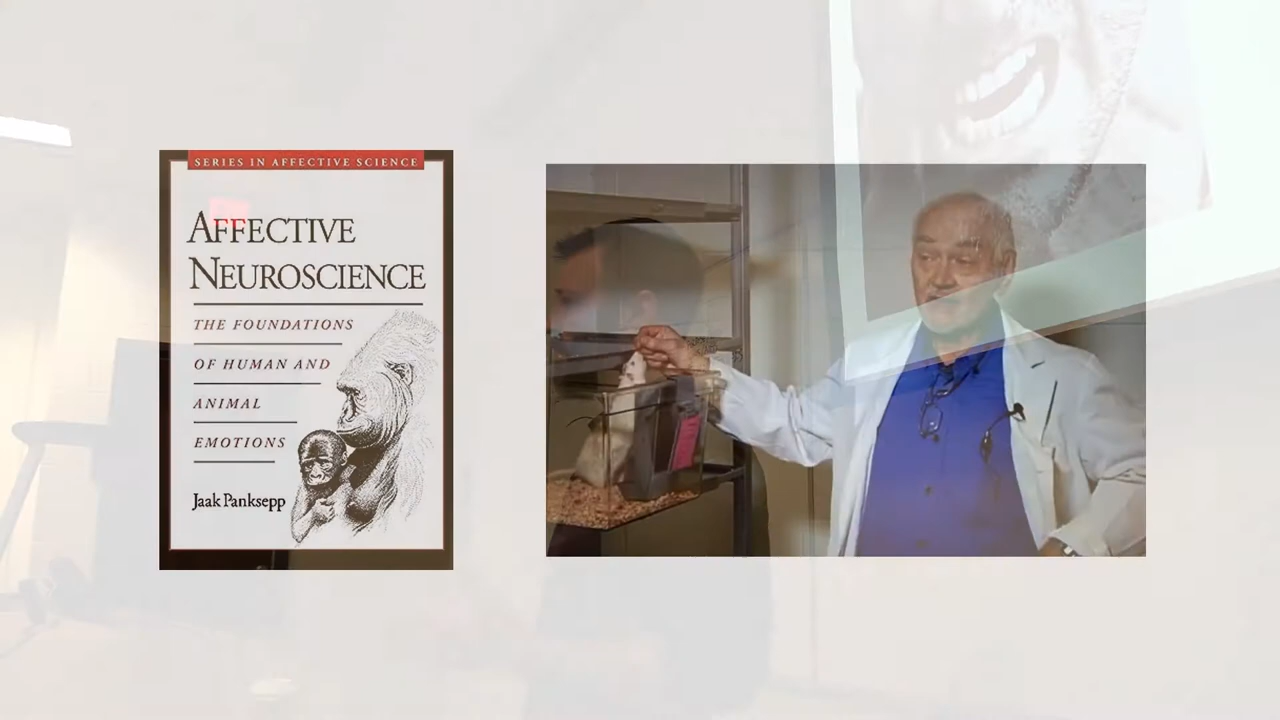 SERIES IN AFFECTIVE SCIENCE
AFFECTIVE
NEUROSCIENCE
THE FOUNDATIONS
OF HUMAN AND
ANIMAL
EMOTIONS
Jaak Panksepp